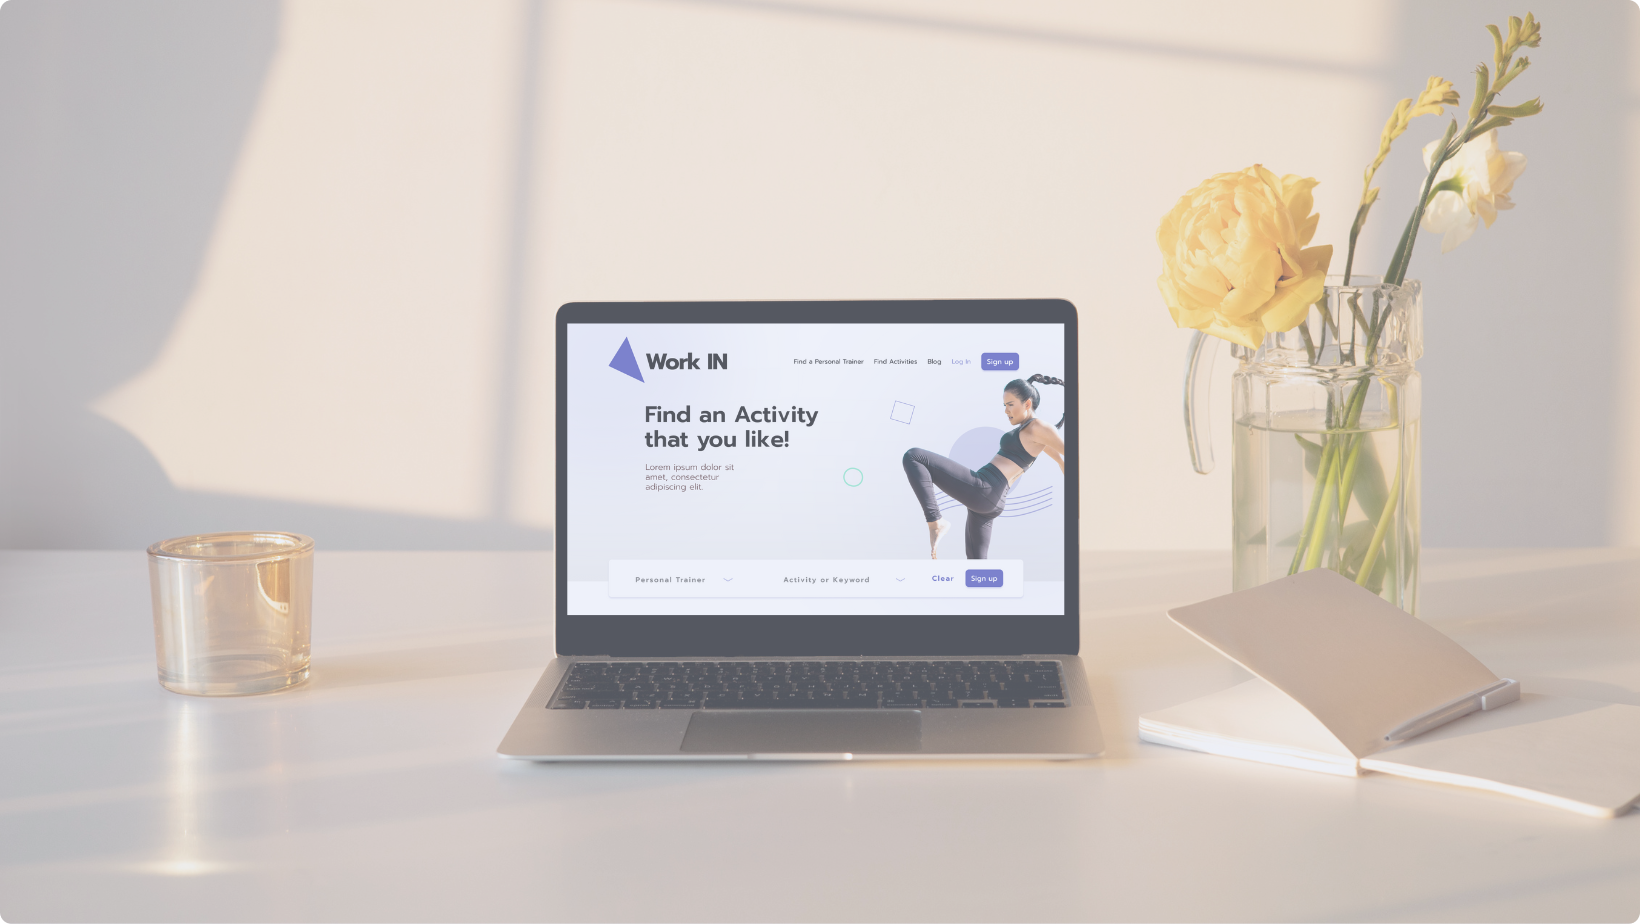 Work IN
Find a Personal Trainer Find Activities Blog Log In Sign up
Find an Activity
that you like!
Lorem ipsum dolor sit
amet, consectetur
adipiscing elit.
Personal Trainer Activity or Keyword Clear Sign up